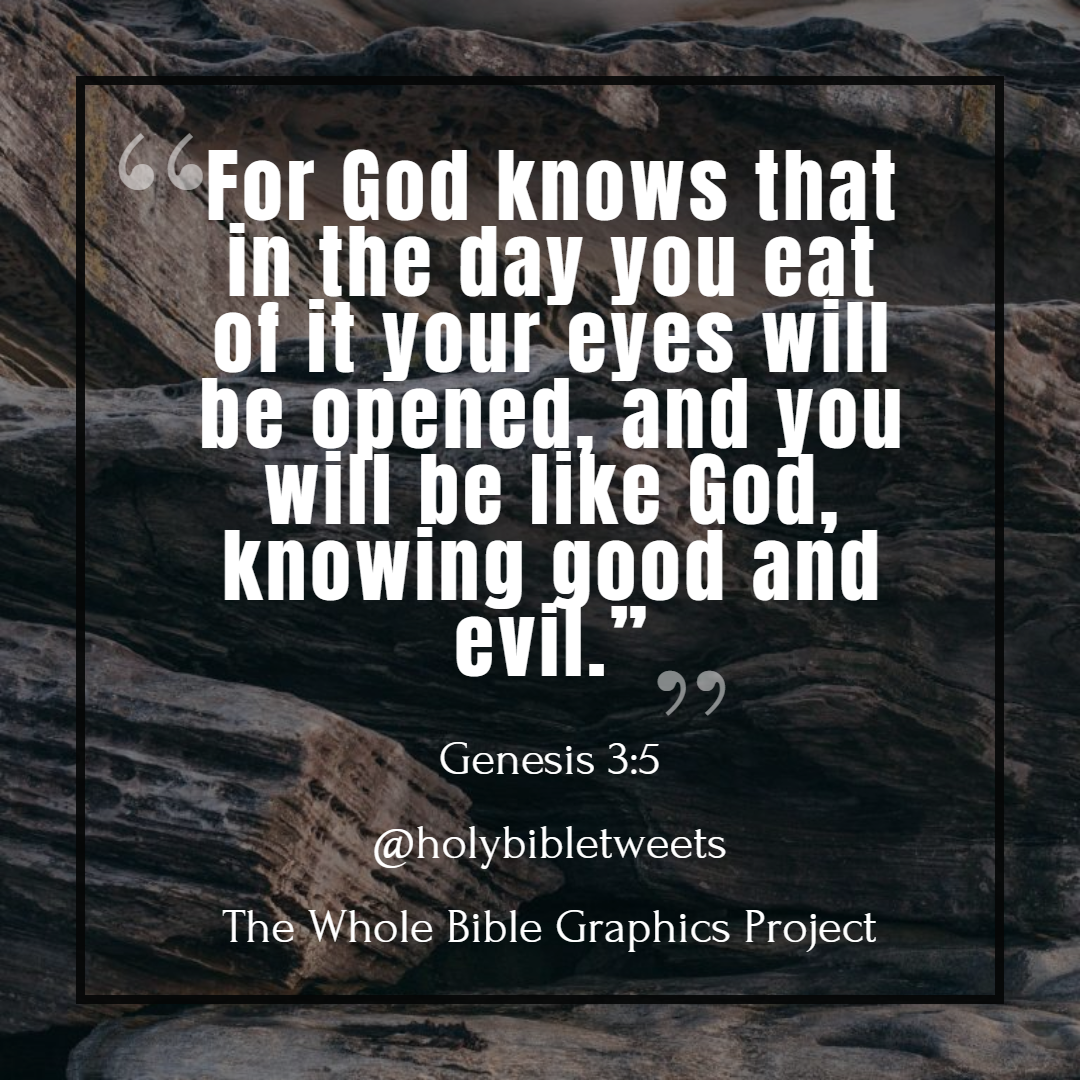 “For God knows that
in the day you eat
of it your eyes will
be opened, and you
will be like God,
knowing good and
evil.””
Genesis 3:5
@holybibletweets
The Whole Bible Graphics Project